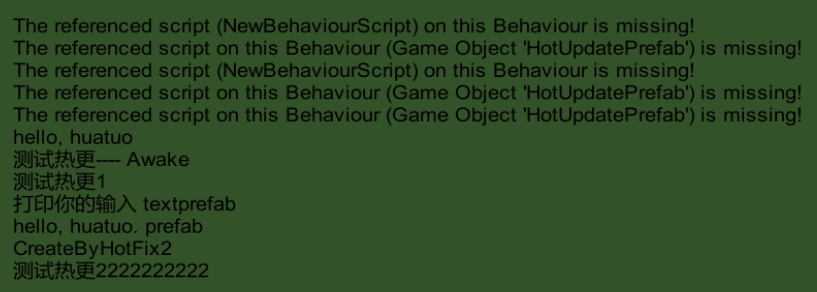 The referenced script (NewBehaviourScript) on this Behaviour is missing!
The referenced script on this Behaviour (Game Object 'HotUpdatePrefab') is missing!
The referenced script (NewBehaviourScript) on this Behaviour is missing!
The referenced script on this Behaviour (Game Object 'HotUpdatePrefab') is missing!
The referenced script on this Behaviour (Game Object 'HotUpdatePrefab') is missing!
hello, huatuo
测试热更---- Awake
测试热更1
打印你的输入 textprefab
hello, huatuo. prefab
CreateByHotFix2
测试热更2222222222